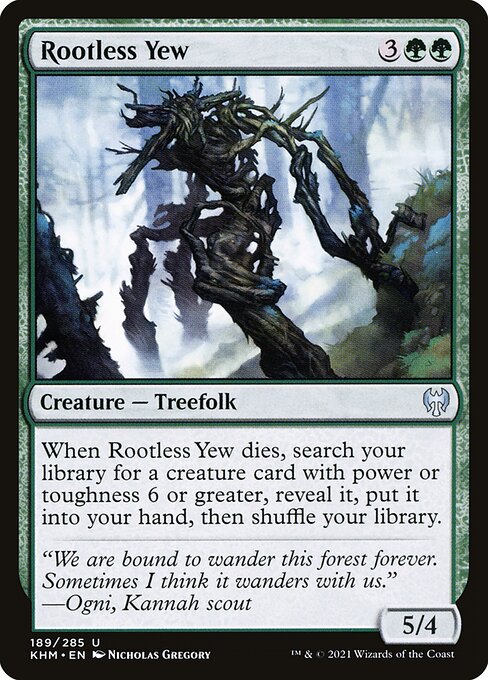 Rootless Yew 3
Creature — Treefolk
When Rootless Yew dies, search your
library for a creature card with power or
toughness 6 or greater, reveal it, put it
into your hand, then shuffle your library.
“We are bound to wander this forest forever.
Sometimes I think it wanders with us.”
—Ogni, Kannah scout
5/4
189/285 U
KHM • EN Nicholas Gregory
™ & © 2021 Wizards of the Coast